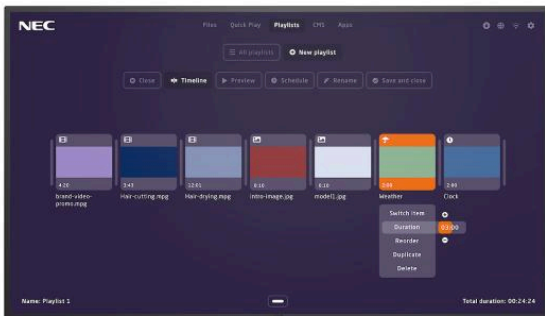 NEC
Files Quick Play Playlists CMS Apps
All playlists New playlist
Close Timeline Preview Schedule Rename Save and close
4:20 3:43 12:01 0:10 0:10 2:00 2:00
brand-video-promo.mpg Hair-cutting.mpg Hair-drying.mpg intro-image.jpg model1.jpg Weather Clock
Switch item
Duration 03:00
Reorder
Duplicate
Delete
Name: Playlist 1 Total duration: 00:24:24